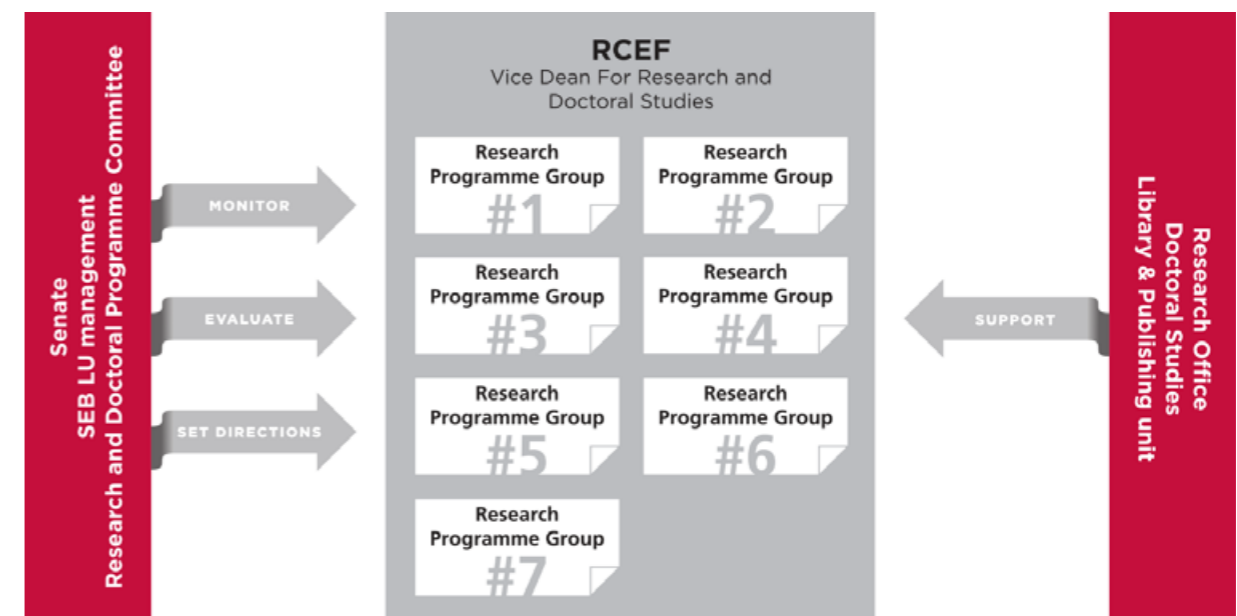 Senate
SEB LU management
Research and Doctoral Programme Committee
MONITOR
EVALUATE
SET DIRECTIONS
RCEF
Vice Dean For Research and
Doctoral Studies
Research
Programme Group
#1
Research
Programme Group
#2
Research
Programme Group
#3
Research
Programme Group
#4
Research
Programme Group
#5
Research
Programme Group
#6
Research
Programme Group
#7
SUPPORT
Research Office
Doctoral Studies
Library & Publishing unit